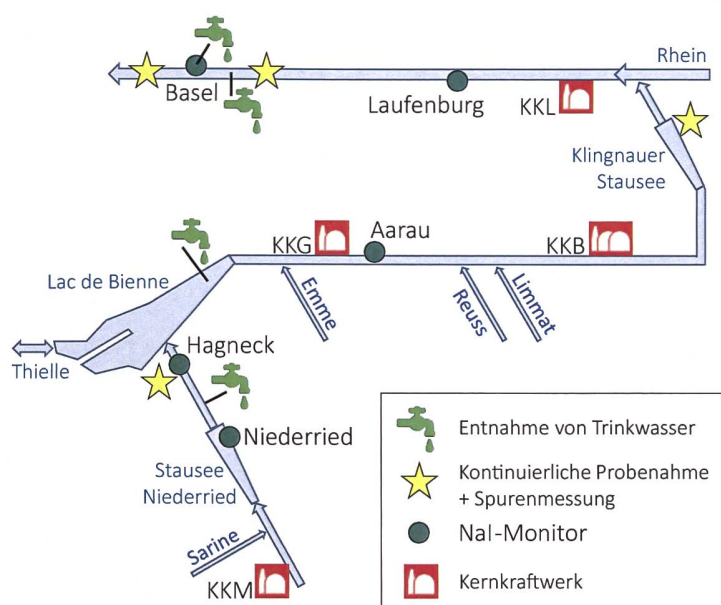 Basel
Rhein
Laufenburg
KKL
Klingnauer
Stausee
KKG
Aarau
KKB
Lac de Bienne
Emme
Reuss
Limmat
Thielle
Hagneck
Niederried
Stausee
Niederried
Sarine
KKM
Entnahme von Trinkwasser
Kontinuierliche Probenahme
+ Spurenmessung
NaI-Monitor
Kernkraftwerk